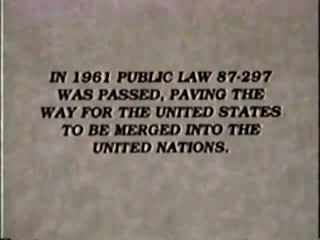 IN 1961 PUBLIC LAW 87-297
WAS PASSED, PAVING THE
WAY FOR THE UNITED STATES
TO BE MERGED INTO THE
UNITED NATIONS.